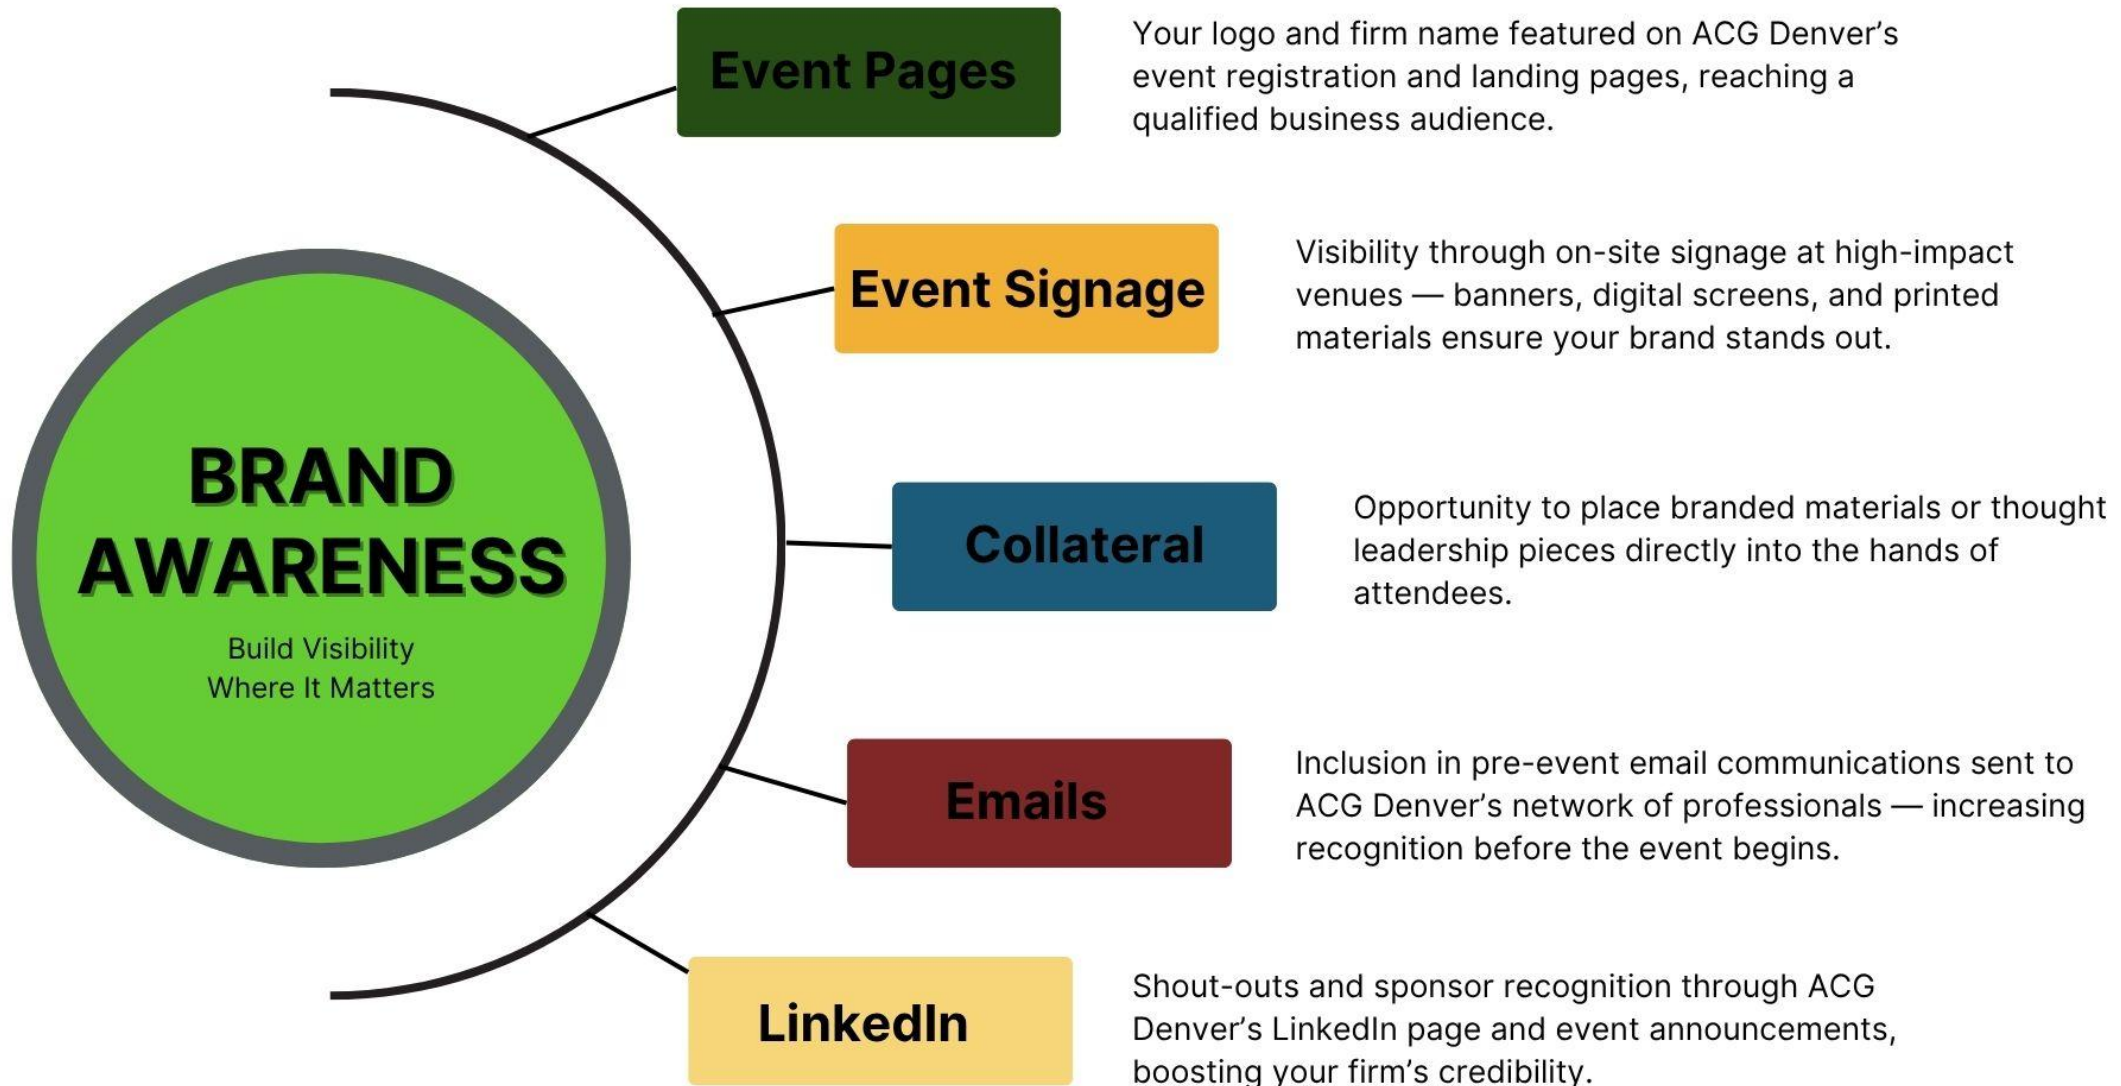 BRAND
AWARENESS
Build Visibility
Where It Matters
Event Pages
Your logo and firm name featured on ACG Denver’s
event registration and landing pages, reaching a
qualified business audience.
Event Signage
Visibility through on-site signage at high-impact
venues — banners, digital screens, and printed
materials ensure your brand stands out.
Collateral
Opportunity to place branded materials or thought
leadership pieces directly into the hands of
attendees.
Emails
Inclusion in pre-event email communications sent to
ACG Denver’s network of professionals — increasing
recognition before the event begins.
LinkedIn
Shout-outs and sponsor recognition through ACG
Denver’s LinkedIn page and event announcements,
boosting your firm’s credibility.